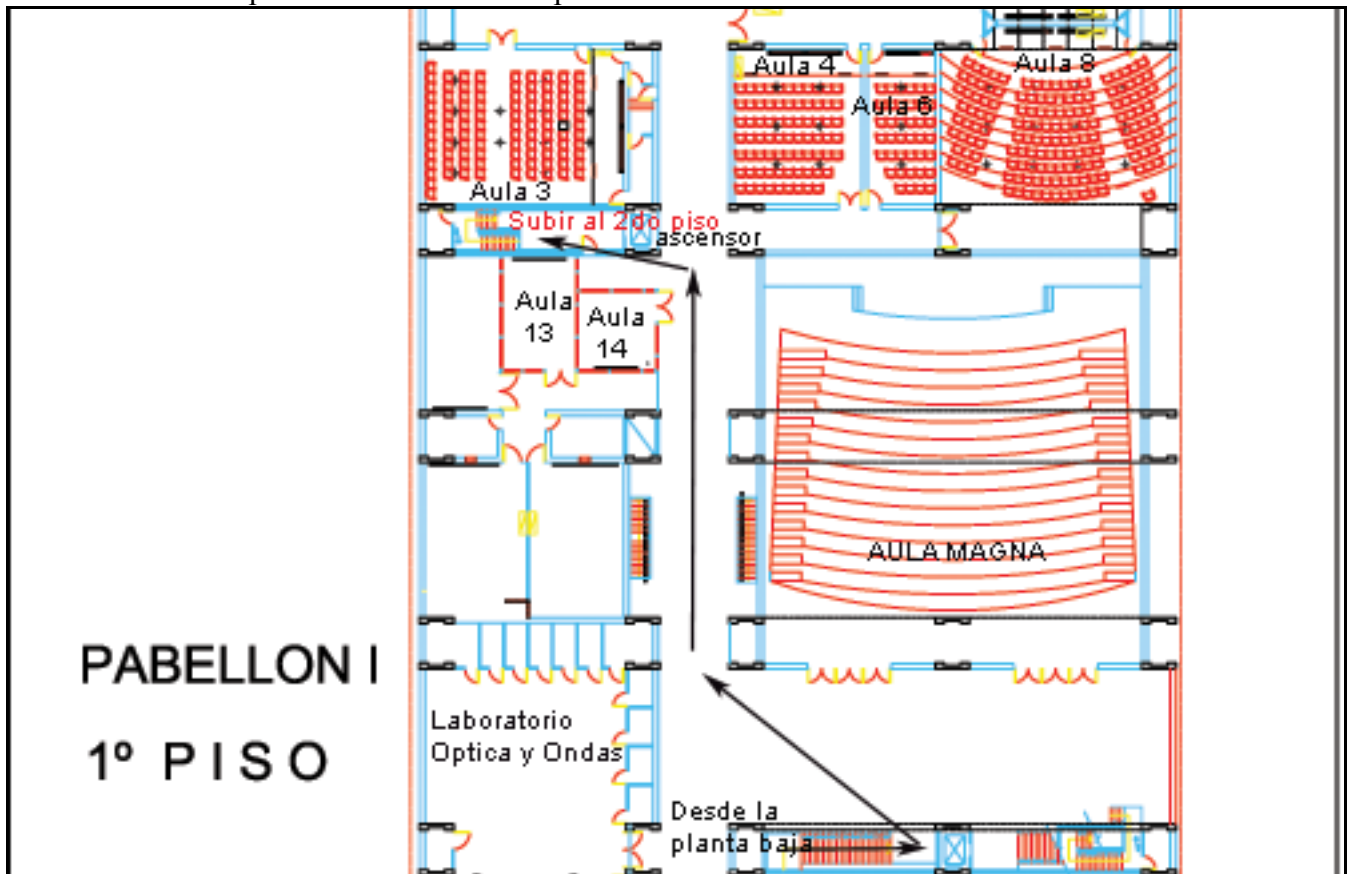 Aula 4
Aula 8
Aula 6
Aula 3
Subir al 2do piso
ascensor
Aula
13
Aula
14
AULA MAGNA
PABELLON I
1º PISO
Laboratorio
Optica y Ondas
Desde la
planta baja